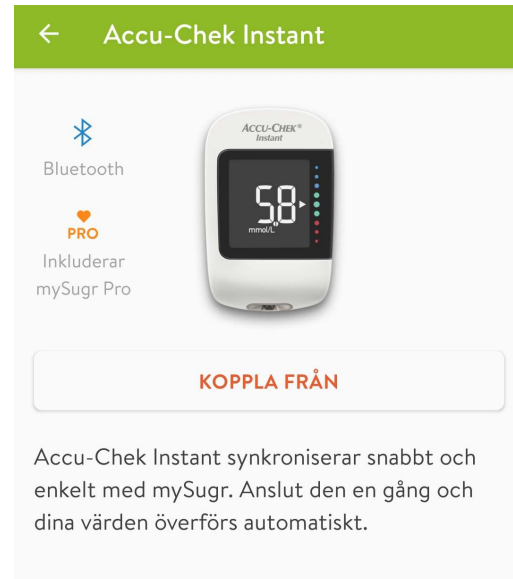 Accu-Chek Instant
Bluetooth
PRO
Inkluderar
mySugr Pro
ACCU-CHEK®
Instant
5.8
mmol/L
KOPPLA FRÅN
Accu-Chek Instant synkroniserar snabbt och
enkelt med mySugr. Anslut den en gång och
dina värden överförs automatiskt.